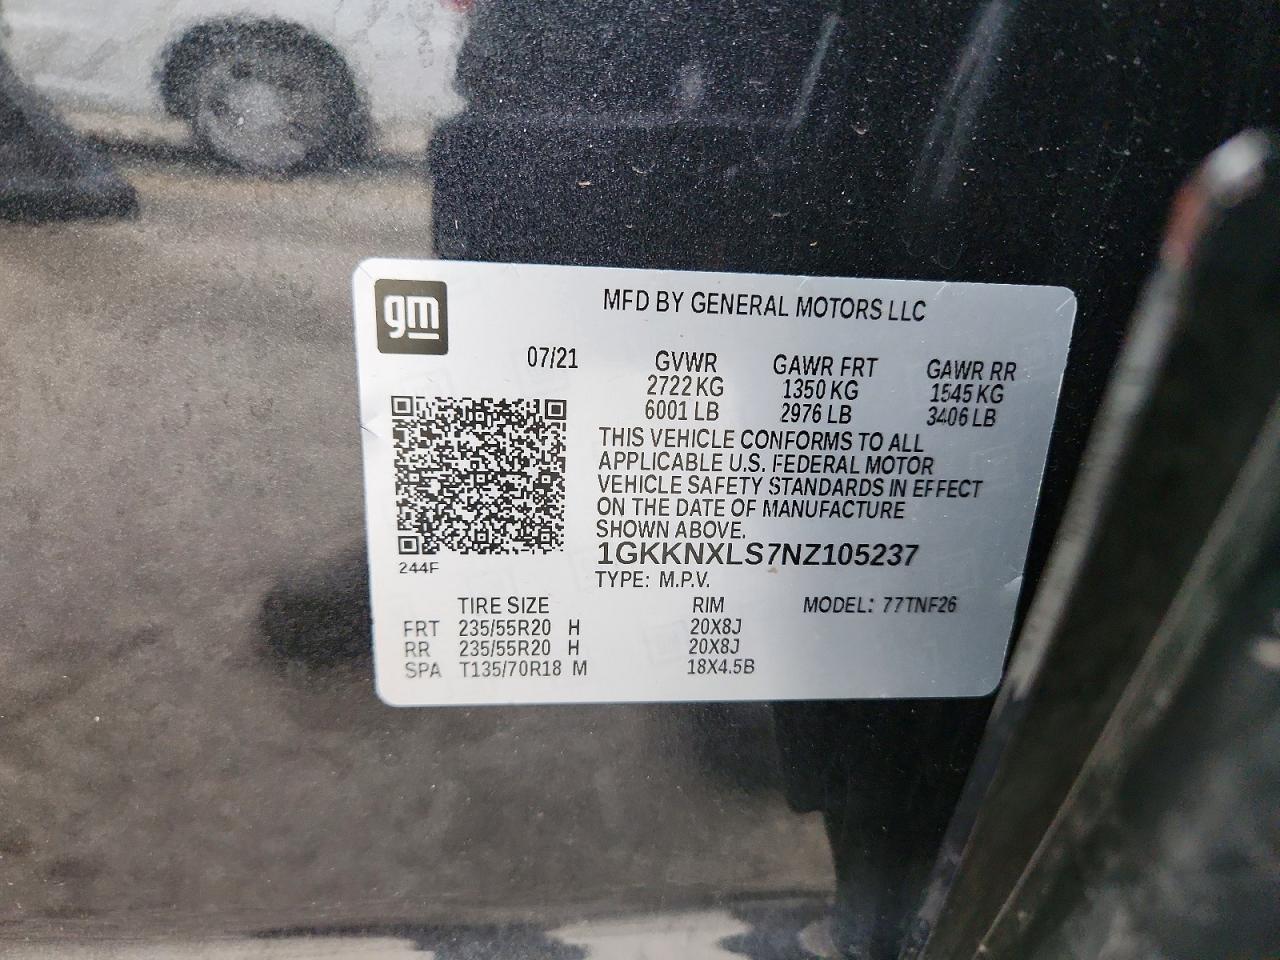 gm
MFD BY GENERAL MOTORS LLC
07/21 GVWR GAWR FRT GAWR RR
2722 KG 1350 KG 1545 KG
6001 LB 2976 LB 3406 LB
THIS VEHICLE CONFORMS TO ALL
APPLICABLE U.S. FEDERAL MOTOR
VEHICLE SAFETY STANDARDS IN EFFECT
ON THE DATE OF MANUFACTURE
SHOWN ABOVE.
1GKKNXLS7NZ105237
244F
TYPE: M.P.V.
TIRE SIZE RIM MODEL: 77TNF26
FRT 235/55R20 H 20X8J
RR 235/55R20 H 20X8J
SPA T135/70R18 M 18X4.5B